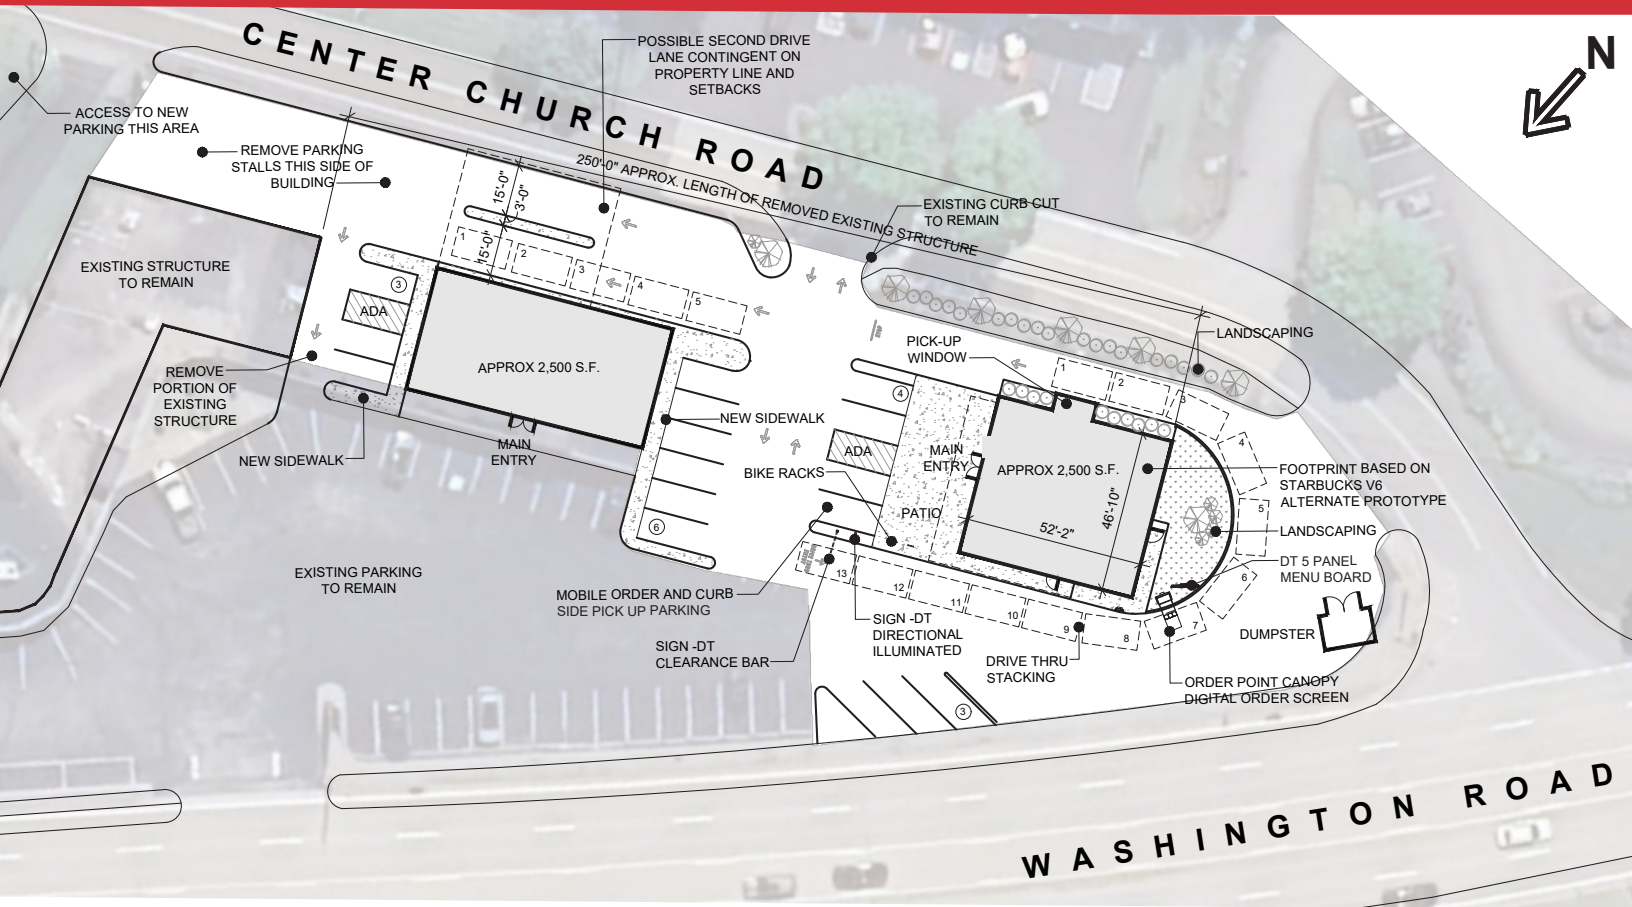 N
CENTER CHURCH ROAD
POSSIBLE SECOND DRIVE
LANE CONTINGENT ON
PROPERTY LINE AND
SETBACKS
ACCESS TO NEW
PARKING THIS AREA
REMOVE PARKING
STALLS THIS SIDE OF
BUILDING
250'-0" APPROX. LENGTH OF REMOVED EXISTING STRUCTURE
15'-0"
3'-0"
15'-0"
EXISTING CURB CUT
TO REMAIN
EXISTING STRUCTURE
TO REMAIN
1
2
3
4
5
3
ADA
APPROX 2,500 S.F.
REMOVE
PORTION OF
EXISTING
STRUCTURE
NEW SIDEWALK
MAIN
ENTRY
NEW SIDEWALK
BIKE RACKS
6
PICK-UP
WINDOW
LANDSCAPING
1
2
3
4
5
6
7
8
9
10
11
12
13
4
ADA
MAIN
ENTRY
PATIO
APPROX 2,500 S.F.
52'-2"
46'-10"
FOOTPRINT BASED ON
STARBUCKS V6
ALTERNATE PROTOTYPE
LANDSCAPING
DT 5 PANEL
MENU BOARD
DUMPSTER
EXISTING PARKING
TO REMAIN
MOBILE ORDER AND CURB
SIDE PICK UP PARKING
SIGN -DT
CLEARANCE BAR
SIGN -DT
DIRECTIONAL
ILLUMINATED
DRIVE THRU
STACKING
ORDER POINT CANOPY
DIGITAL ORDER SCREEN
3
WASHINGTON ROAD